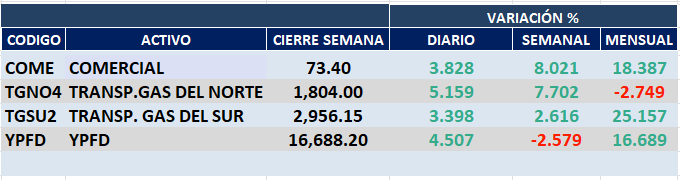 VARIACIÓN %
CODIGO ACTIVO CIERRE SEMANA DIARIO SEMANAL MENSUAL
COME COMERCIAL 73.40 3.828 8.021 18.387
TGNO4 TRANSP.GAS DEL NORTE 1,804.00 5.159 7.702 -2.749
TGSU2 TRANSP. GAS DEL SUR 2,956.15 3.398 2.616 25.157
YPFD YPFD 16,688.20 4.507 -2.579 16.689